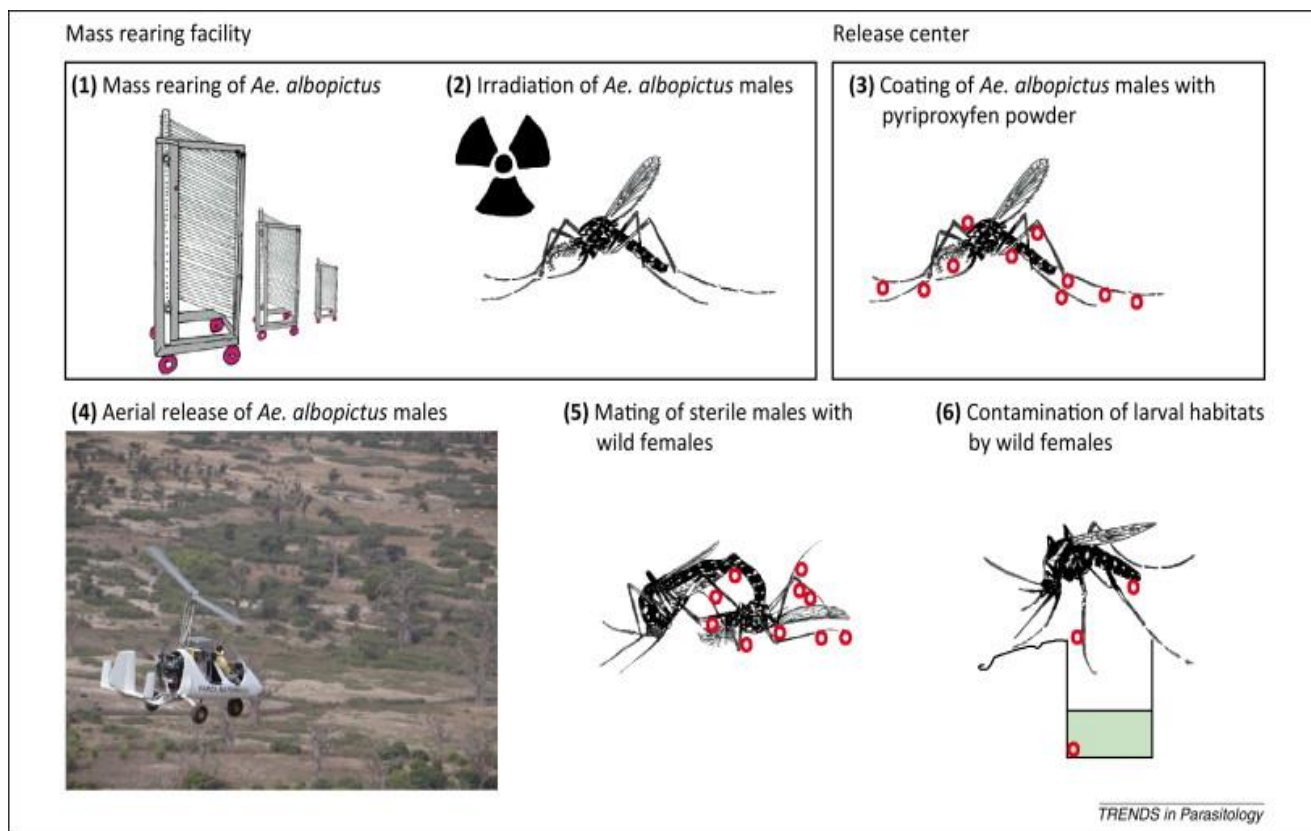 Mass rearing facility
Release center
(1) Mass rearing of Ae. albopictus
(2) Irradiation of Ae. albopictus males
(3) Coating of Ae. albopictus males with
pyriproxyfen powder
(4) Aerial release of Ae. albopictus males
(5) Mating of sterile males with
wild females
(6) Contamination of larval habitats
by wild females
TRENDS in Parasitology